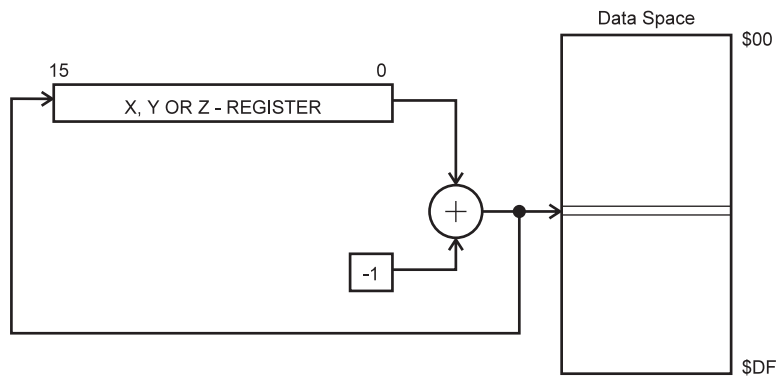 Data Space
$00
15
0
X, Y OR Z - REGISTER
+
-1
$DF